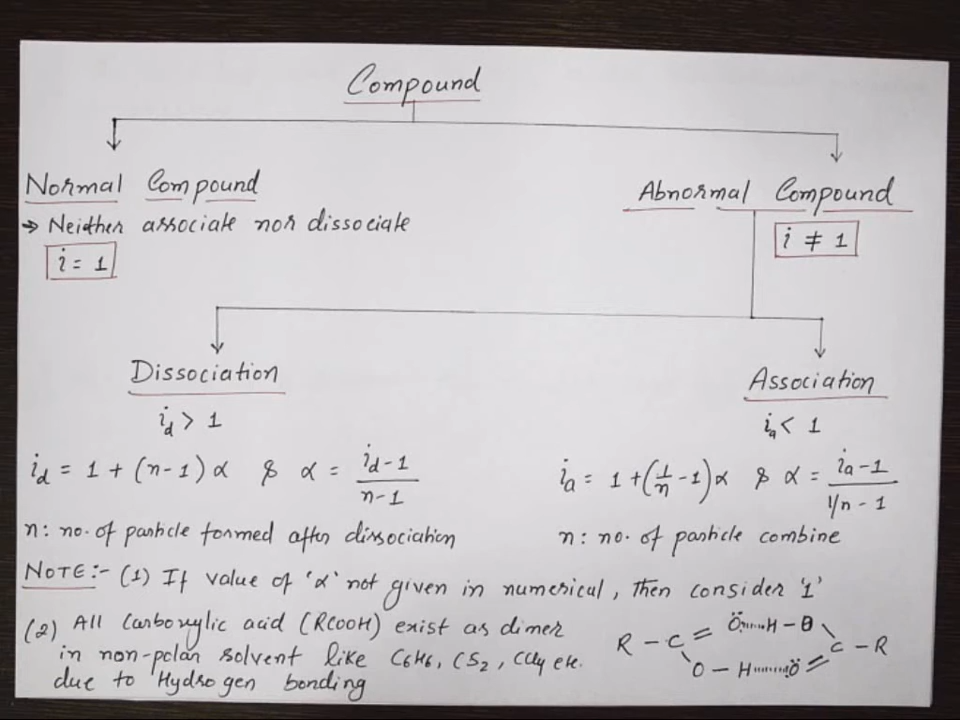 Compound
Normal Compound
→ Neither associate nor dissociate
i = 1
Abnormal Compound
i ≠ 1
Dissociation
i_d > 1
i_d = 1 + (n-1) α & α = (i_d - 1)/(n-1)
n : no. of particle formed after dissociation
Association
i_a < 1
i_a = 1 + (1/n - 1) α & α = (i_a - 1)/(1/n - 1)
n : no. of particle combine
NOTE :- (1) If value of 'α' not given in numerical, then consider '1'
(2) All Carboxylic acid (RCOOH) exist as dimer
in non-polar solvent like C6H6, CS2, CCl4 etc.
due to Hydrogen bonding
R - C = Ö:......H - O \ C - R
O - H........Ö =